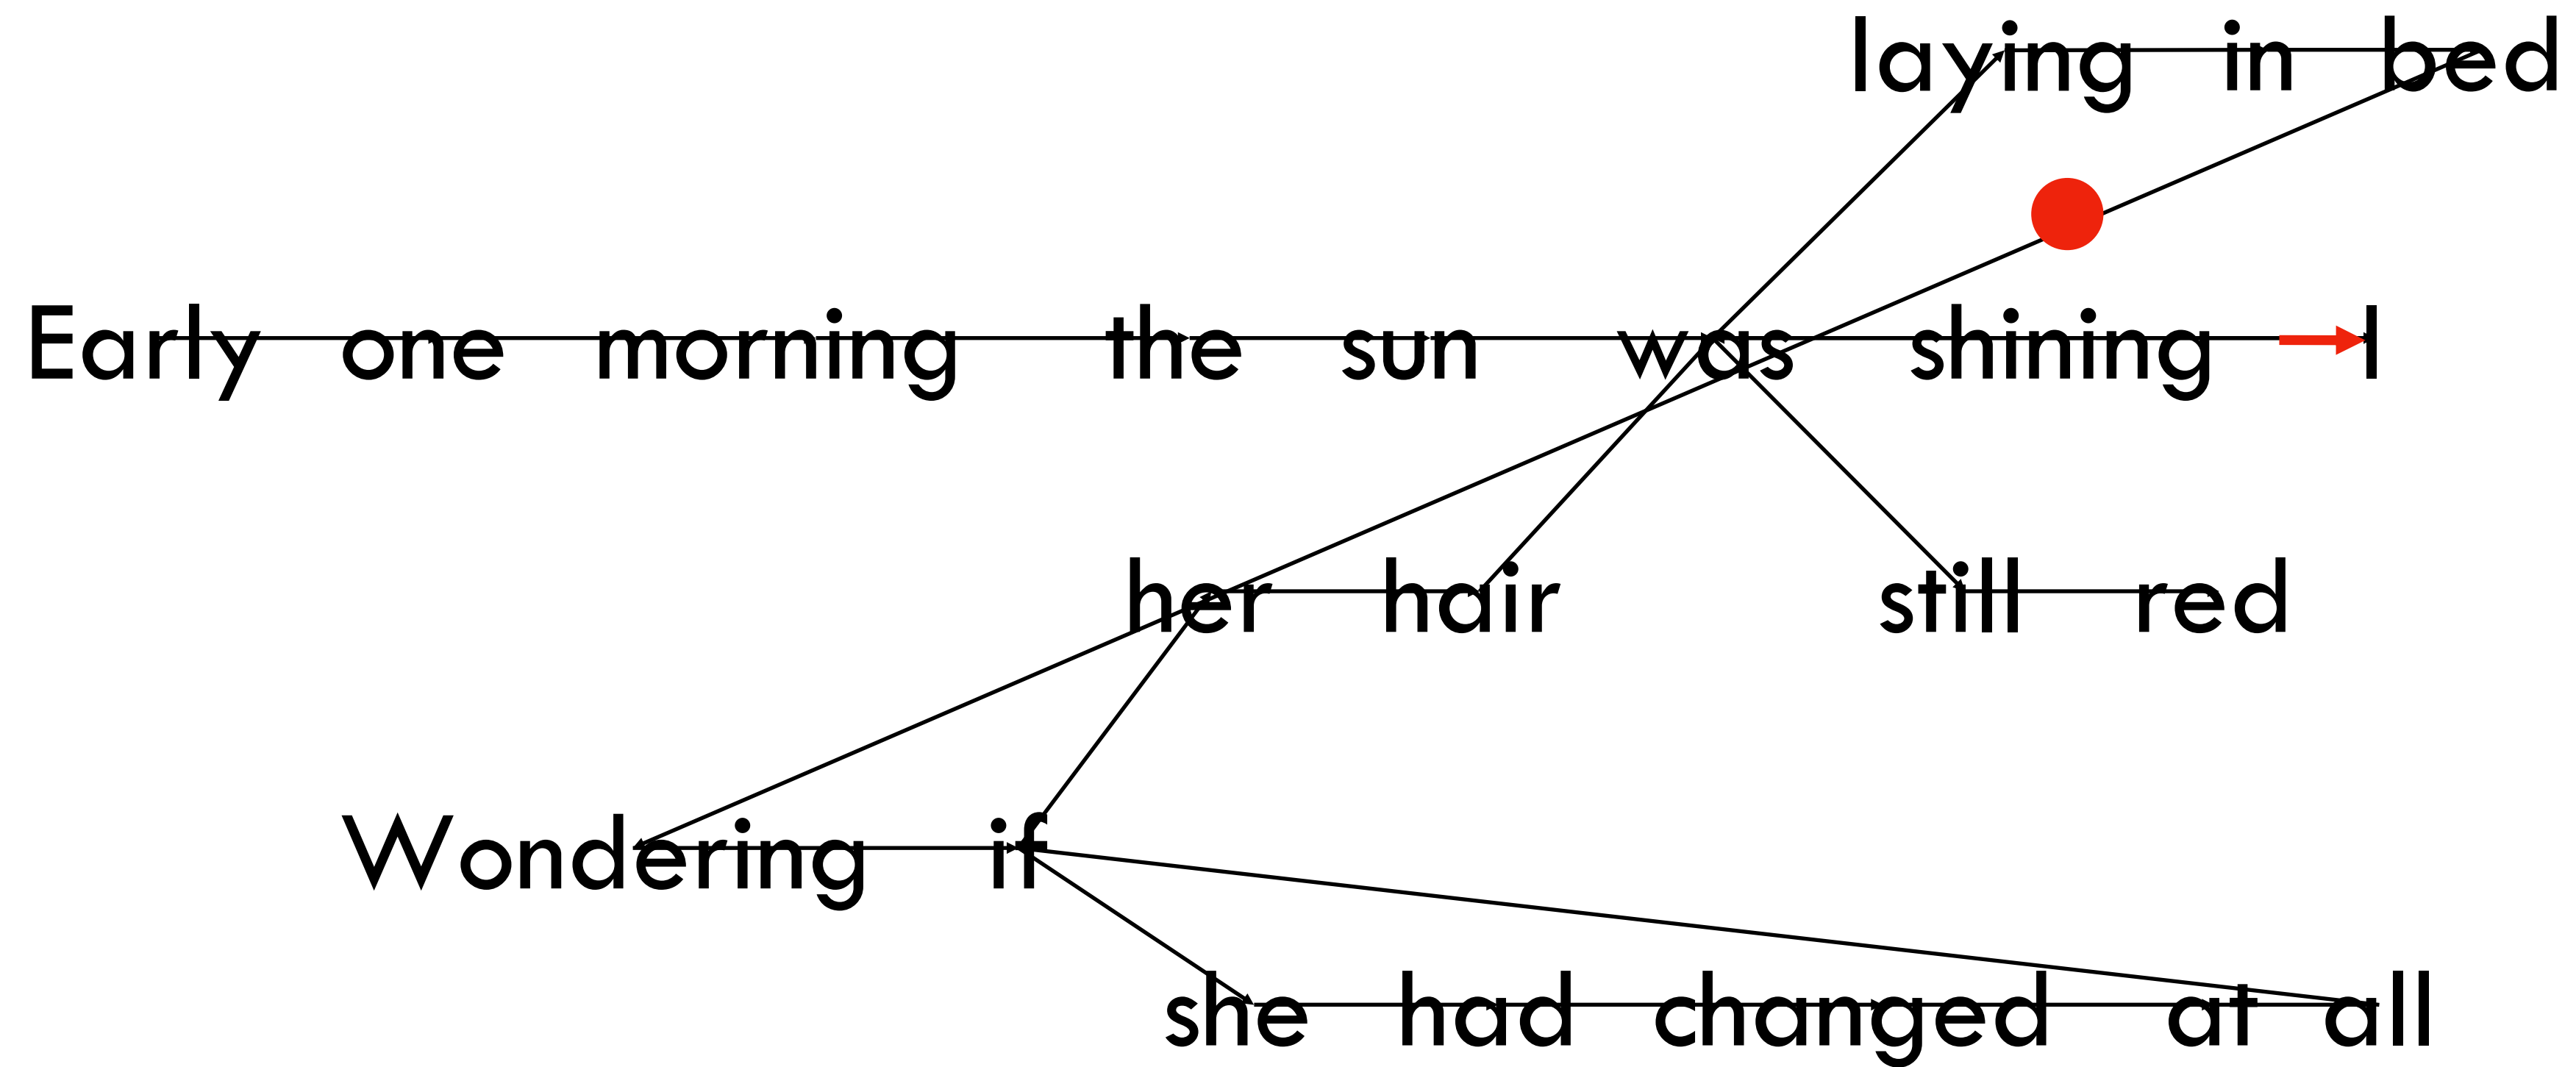 laying in bed
Early one morning the sun was shining I
her hair still red
Wondering if
she had changed at all